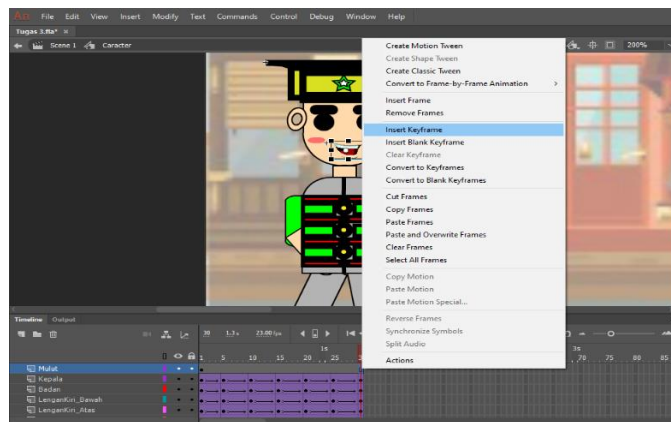 File Edit View Insert Modify Text Commands Control Debug Window Help
Tugas 3.fla* ×
Scene 1 Caracter 200%
Create Motion Tween
Create Shape Tween
Create Classic Tween
Convert to Frame-by-Frame Animation
Insert Frame
Remove Frames
Insert Keyframe
Insert Blank Keyframe
Clear Keyframe
Convert to Keyframes
Convert to Blank Keyframes
Cut Frames
Copy Frames
Paste Frames
Paste and Overwrite Frames
Clear Frames
Select All Frames
Copy Motion
Paste Motion
Paste Motion Special...
Reverse Frames
Synchronize Symbols
Split Audio
Actions
Timeline Output
30 1.3 s 23.00 fps
1s 3s
1 5 10 15 20 25 70 75 80 85
Mulut
Kepala
Badan
LenganKiri_Bawah
LenganKiri_Atas